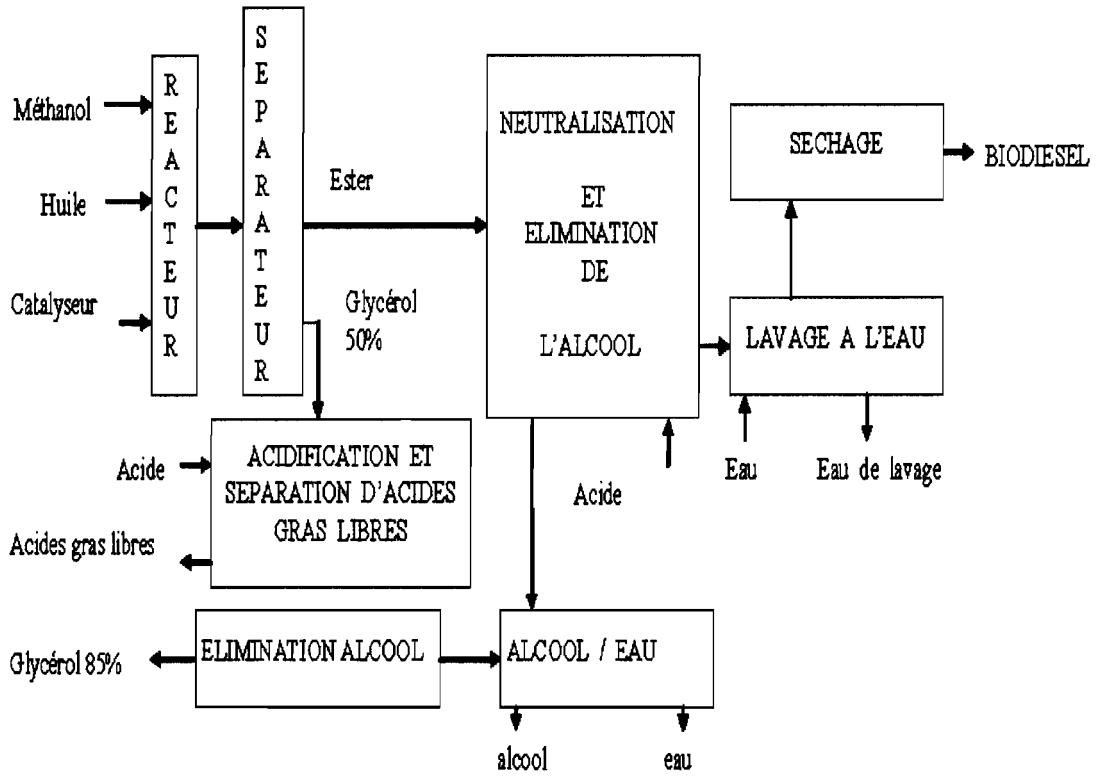 Méthanol
Huile
Catalyseur
REACTEUR
SEPARATEUR
Ester
Glycérol
50%
NEUTRALISATION
ET
ELIMINATION
DE
L'ALCOOL
SECHAGE
BIODIESEL
LAVAGE A L'EAU
Eau
Eau de lavage
Acide
ACIDIFICATION ET
SEPARATION D'ACIDES
GRAS LIBRES
Acides gras libres
Acide
Glycérol 85%
ELIMINATION ALCOOL
ALCOOL / EAU
alcool
eau